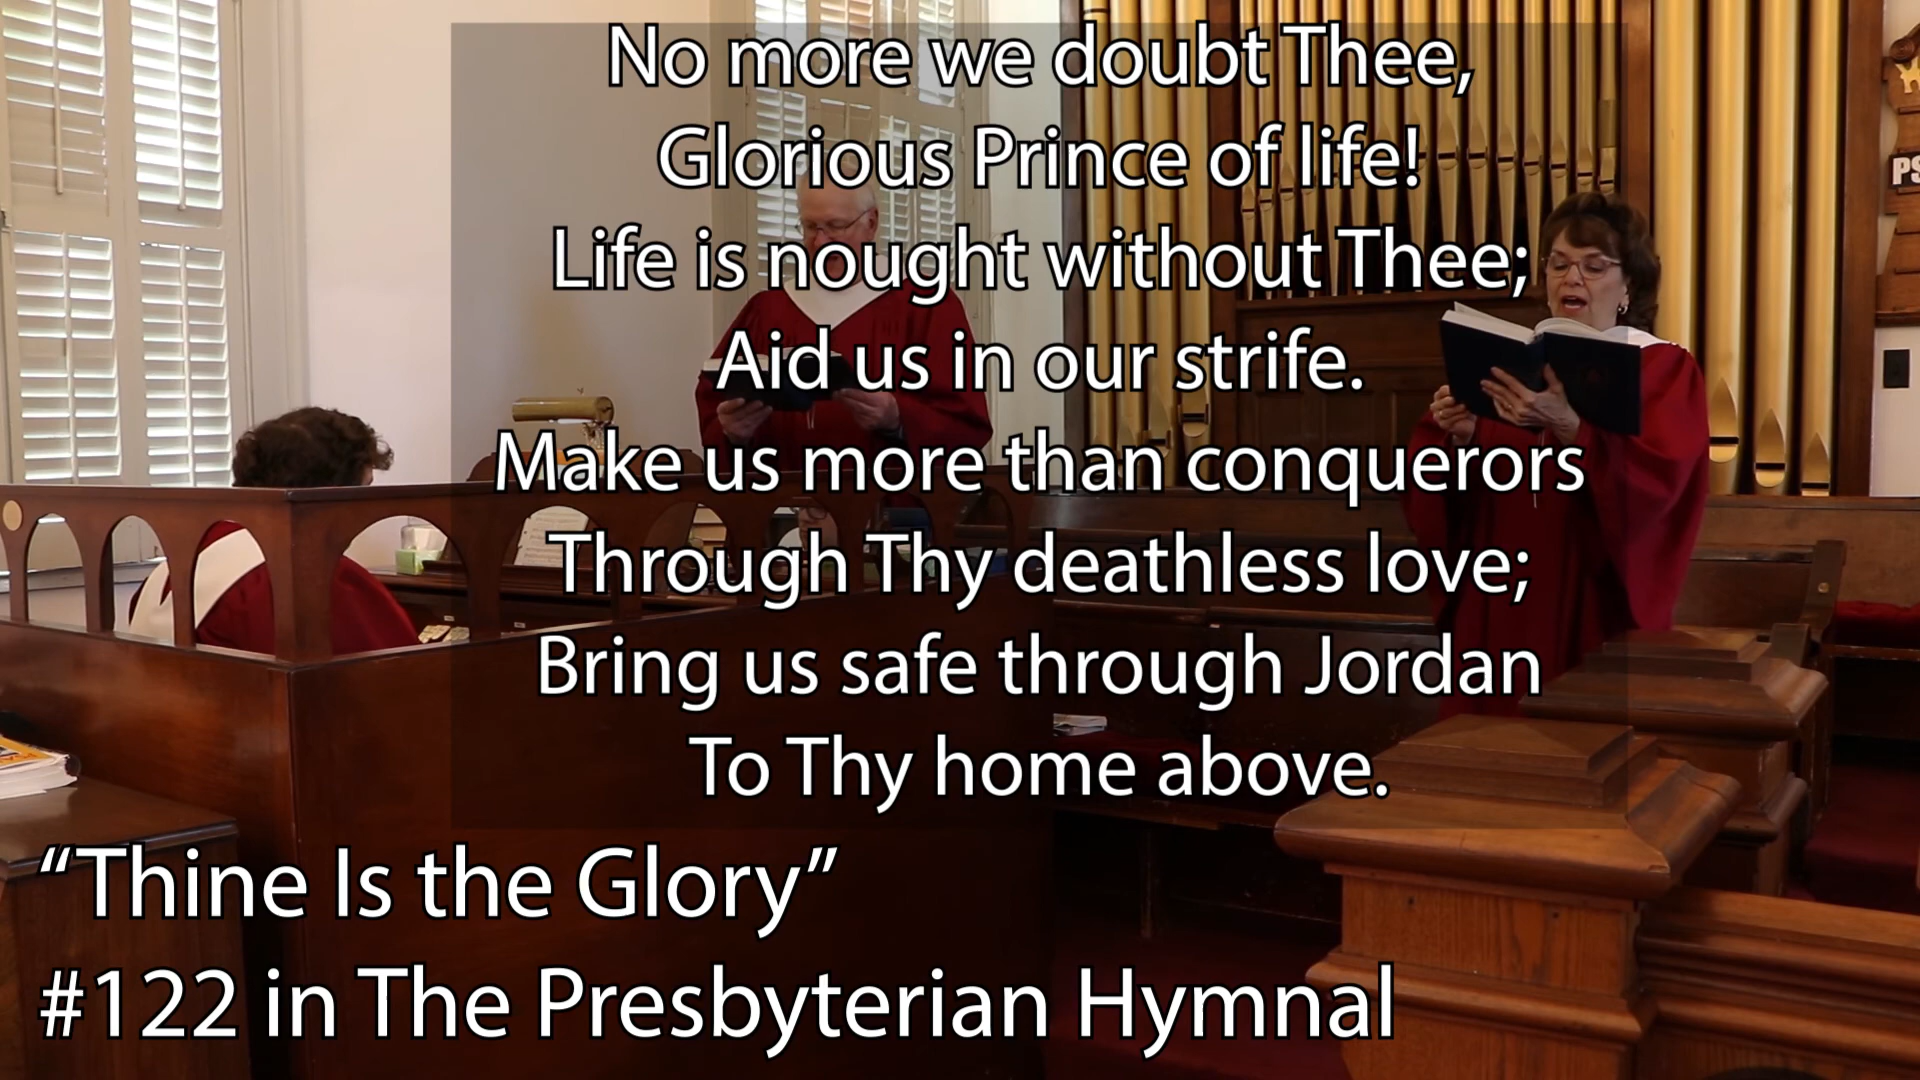 No more we doubt Thee,
Glorious Prince of life!
Life is nought without Thee;
Aid us in our strife.
Make us more than conquerors
Through Thy deathless love;
Bring us safe through Jordan
To Thy home above.
“Thine Is the Glory”
#122 in The Presbyterian Hymnal